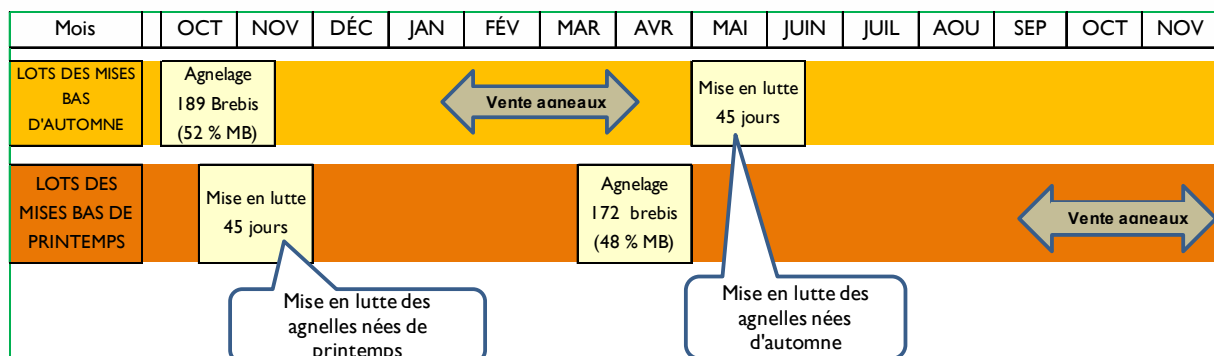 Mois OCT NOV DÉC JAN FÉV MAR AVR MAI JUIN JUIL AOU SEP OCT NOV
LOTS DES MISES
BAS
D'AUTOMNE
Agnelage
189 Brebis
(52 % MB)
Vente agneaux
Mise en lutte
45 jours
LOTS DES
MISES BAS DE
PRINTEMPS
Mise en lutte
45 jours
Agnelage
172 brebis
(48 % MB)
Vente agneaux
Mise en lutte des
agnelles nées de
printemps
Mise en lutte des
agnelles nées
d'automne